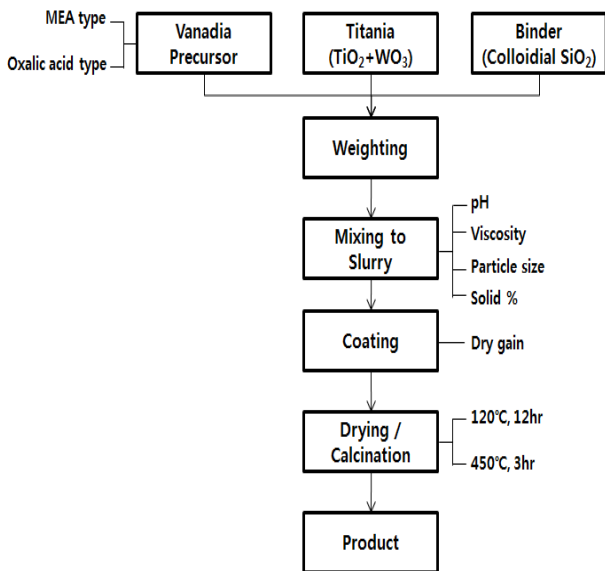 MEA type
Oxalic acid type
Vanadia
Precursor
Titania
(TiO₂+WO₃)
Binder
(Colloidial SiO₂)
Weighting
Mixing to
Slurry
pH
Viscosity
Particle size
Solid %
Coating
Dry gain
Drying /
Calcination
120℃, 12hr
450℃, 3hr
Product